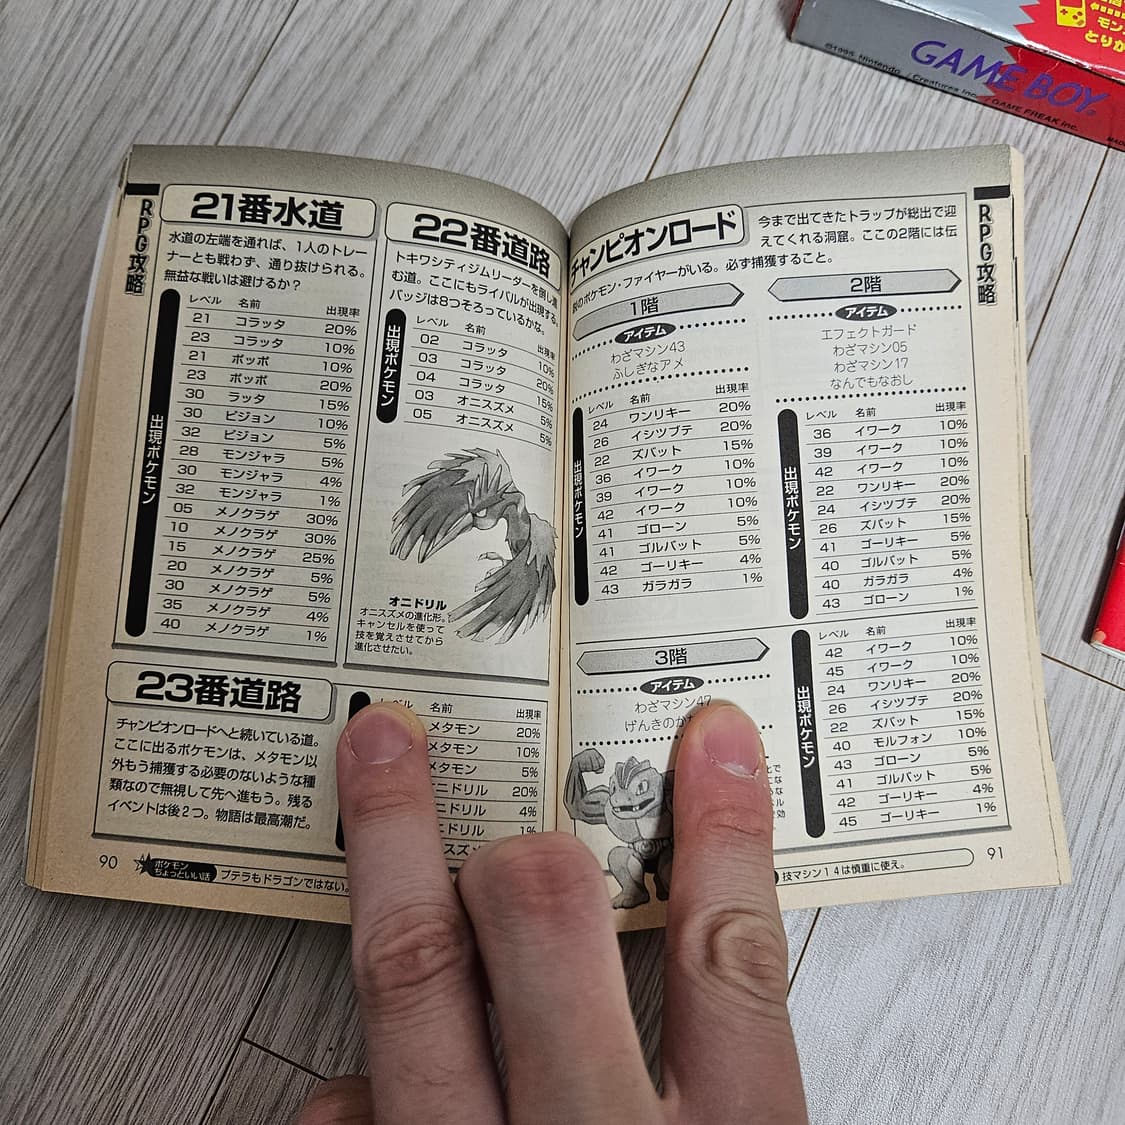 RPG攻略
21番水道
水道の左端を通れば、1人のトレー
ナーとも戦わず、通り抜けられる。
無益な戦いは避けるか？
出現ポケモン
レベル 名前 出現率
21 コラッタ 20%
23 コラッタ 10%
21 ポッポ 10%
23 ポッポ 20%
30 ラッタ 15%
30 ピジョン 10%
32 ピジョン 5%
28 モンジャラ 5%
30 モンジャラ 4%
32 モンジャラ 1%
05 メノクラゲ 30%
10 メノクラゲ 30%
15 メノクラゲ 25%
20 メノクラゲ 5%
30 メノクラゲ 5%
35 メノクラゲ 4%
40 メノクラゲ 1%
22番道路
トキワシティジムリーダーを倒し
む道。ここにもライバルが出現する。
バッジは8つそろっているかな。
出現ポケモン
レベル 名前 出現率
02 コラッタ 10%
03 コラッタ 20%
04 コラッタ 15%
03 オニスズメ 5%
05 オニスズメ 5%
オニドリル
オニスズメの進化形。
キャンセルを使って
技を覚えさせてから
進化させたい。
23番道路
チャンピオンロードへと続いている道。
ここに出るポケモンは、メタモン以
外もう捕獲する必要のないような種
類なので無視して先へ進もう。残る
イベントは後2つ。物語は最高潮だ。
レベル 名前 出現率
メタモン 20%
メタモン 10%
メタモン 5%
ニドリル 20%
ニドリル 4%
ニドリル 1%
90
ポケモン
ちょっといい話
プテラもドラゴンではない。
チャンピオンロード
今まで出てきたトラップが総出で迎
えてくれる洞窟。ここの2階には伝
説のポケモン・ファイヤーがいる。必ず捕獲すること。
1階
アイテム
わざマシン43
ふしぎなアメ
出現ポケモン
レベル 名前 出現率
24 ワンリキー 20%
26 イシツブテ 20%
22 ズバット 15%
36 イワーク 10%
39 イワーク 10%
42 イワーク 10%
41 ゴローン 5%
41 ゴルバット 5%
42 ゴーリキー 4%
43 ガラガラ 1%
2階
アイテム
エフェクトガード
わざマシン05
わざマシン17
なんでもなおし
出現ポケモン
レベル 名前 出現率
36 イワーク 10%
39 イワーク 10%
42 イワーク 10%
22 ワンリキー 20%
24 イシツブテ 20%
26 ズバット 15%
41 ゴーリキー 5%
40 ゴルバット 5%
40 ガラガラ 4%
43 ゴローン 1%
3階
アイテム
わざマシン47
げんきのか
出現ポケモン
レベル 名前 出現率
42 イワーク 10%
45 イワーク 10%
24 ワンリキー 20%
26 イシツブテ 20%
22 ズバット 15%
40 モルフォン 10%
43 ゴローン 5%
41 ゴルバット 5%
42 ゴーリキー 4%
45 ゴーリキー 1%
技マシン14は慎重に使え。
91
RPG攻略
GAME BOY
©1995 Nintendo / Creatures inc. / GAME FREAK inc.
モン
とりか